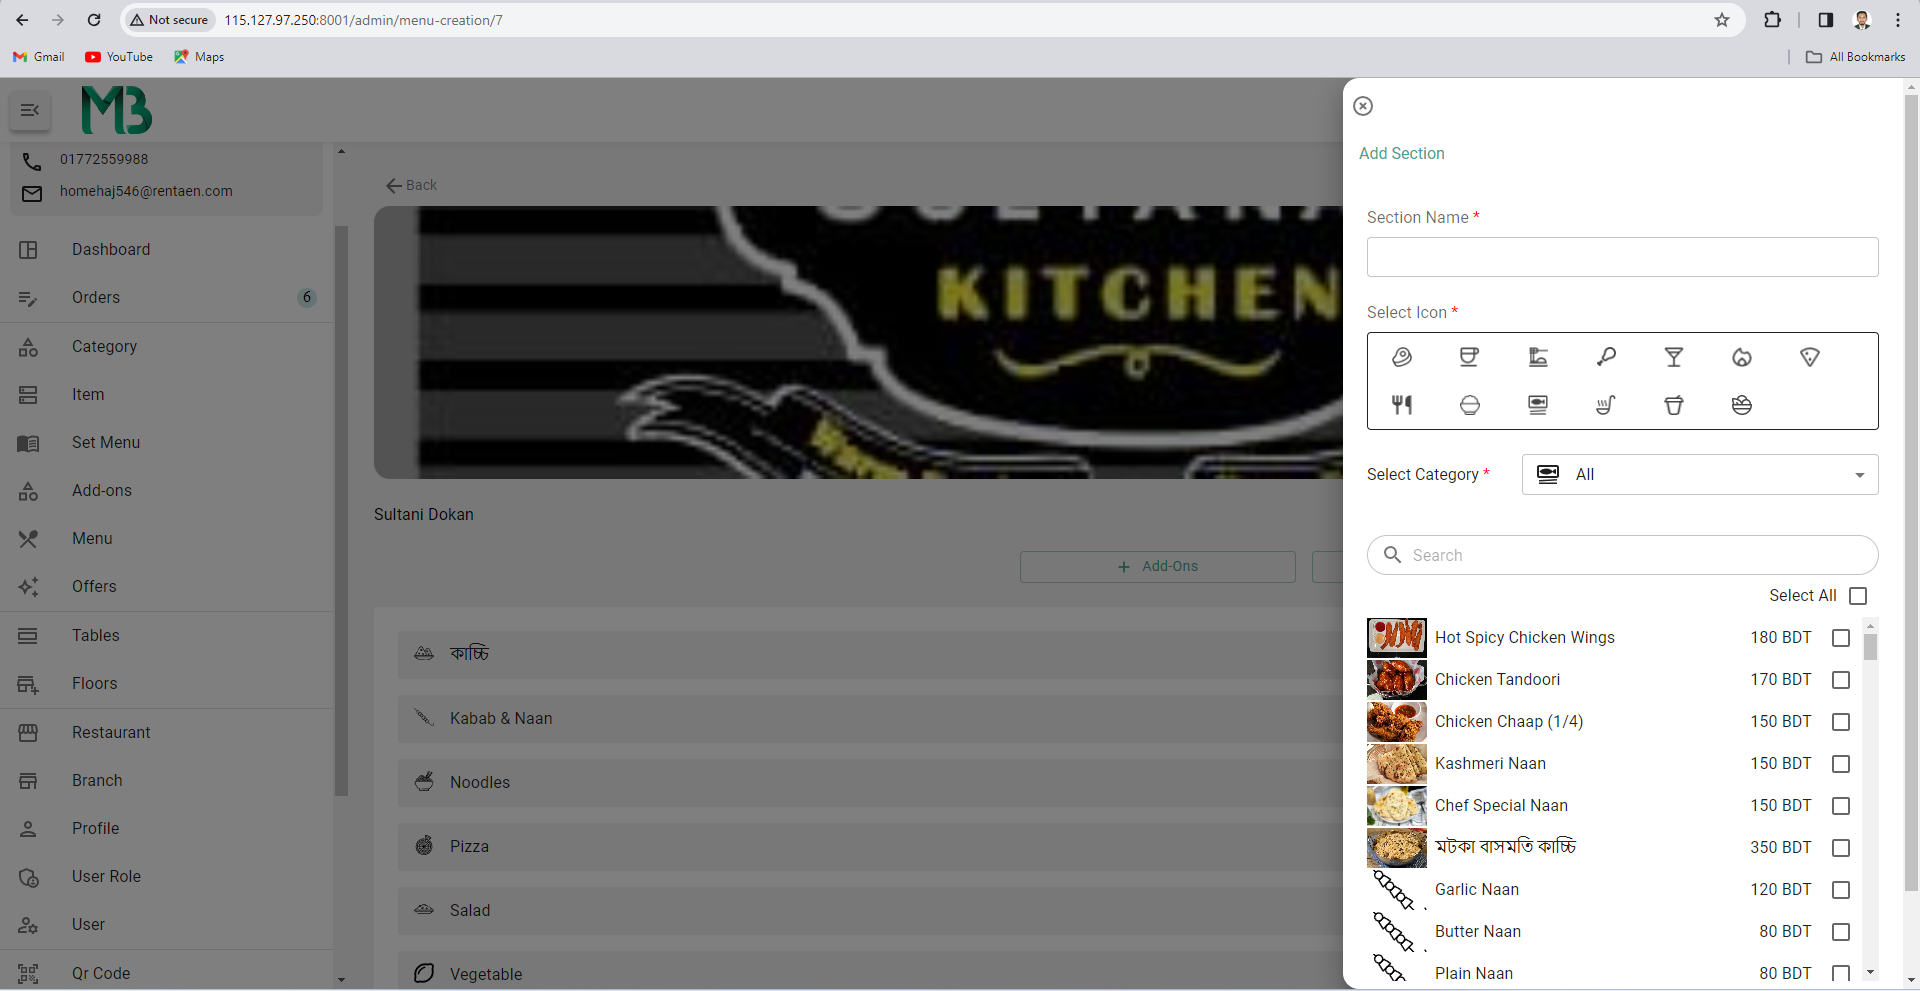 Not secure
115.127.97.250:8001/admin/menu-creation/7
Gmail
YouTube
Maps
All Bookmarks
MB
01772559988
homehaj546@rentaen.com
Dashboard
Orders
6
Category
Item
Set Menu
Add-ons
Menu
Offers
Tables
Floors
Restaurant
Branch
Profile
User Role
User
Qr Code
Back
KITCHEN
Sultani Dokan
+ Add-Ons
কাচ্চি
Kabab & Naan
Noodles
Pizza
Salad
Vegetable
Add Section
Section Name *
Select Icon *
Select Category *
All
Search
Select All
Hot Spicy Chicken Wings 180 BDT
Chicken Tandoori 170 BDT
Chicken Chaap (1/4) 150 BDT
Kashmeri Naan 150 BDT
Chef Special Naan 150 BDT
মটকা বাসমতি কাচ্চি 350 BDT
Garlic Naan 120 BDT
Butter Naan 80 BDT
Plain Naan 80 BDT